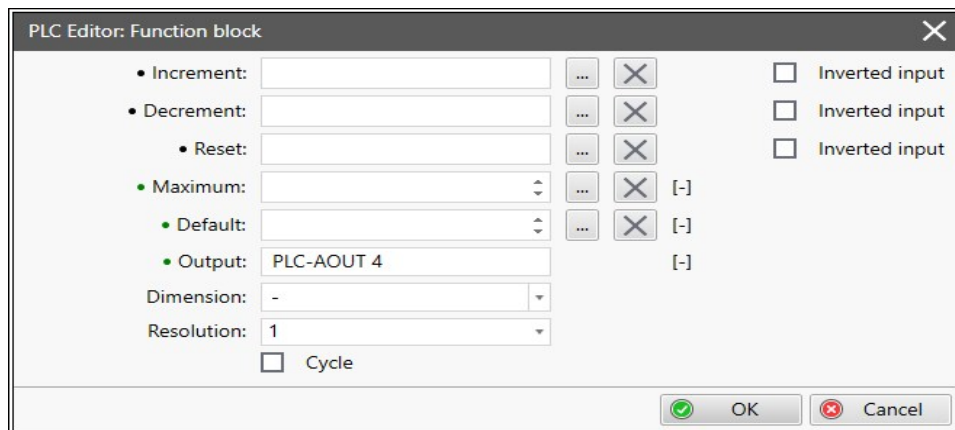 PLC Editor: Function block
• Increment: ... Inverted input
• Decrement: ... Inverted input
• Reset: ... Inverted input
• Maximum: ... [-]
• Default: ... [-]
• Output: PLC-AOUT 4 [-]
Dimension: -
Resolution: 1
Cycle
OK Cancel